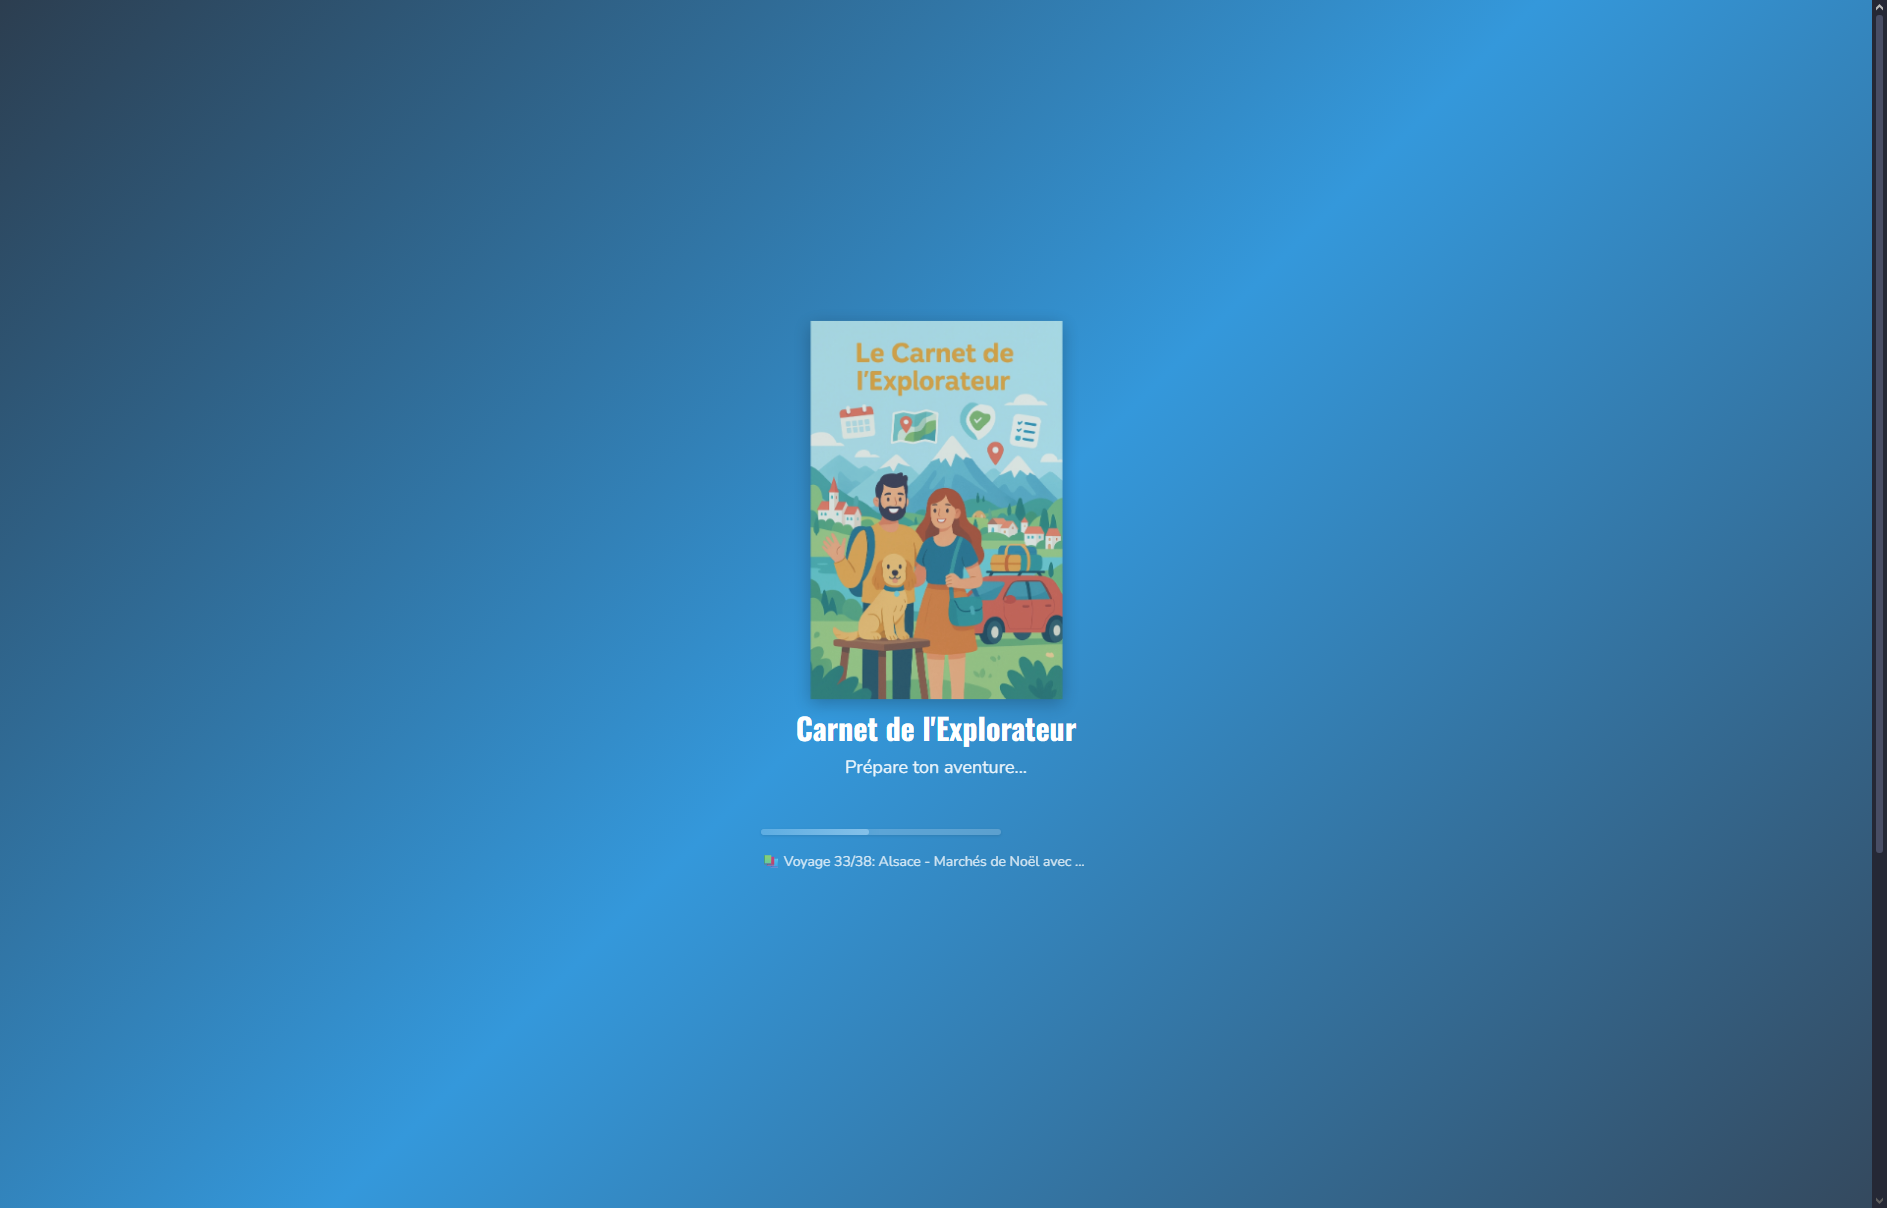 Le Carnet de
l'Explorateur
Carnet de l'Explorateur
Prépare ton aventure...
Voyage 33/38: Alsace - Marchés de Noël avec ...